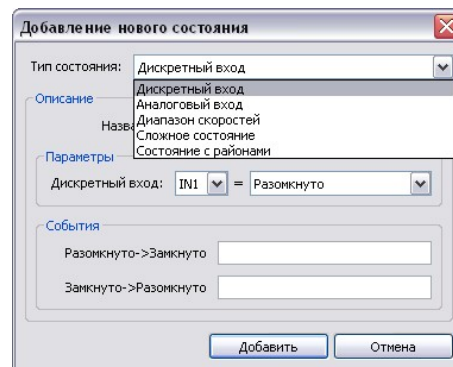 Добавление нового состояния
Тип состояния: Дискретный вход
Дискретный вход
Аналоговый вход
Диапазон скоростей
Сложное состояние
Состояние с районами
Описание
Назва
Параметры
Дискретный вход: IN1 = Разомкнуто
События
Разомкнуто->Замкнуто
Замкнуто->Разомкнуто
Добавить Отмена